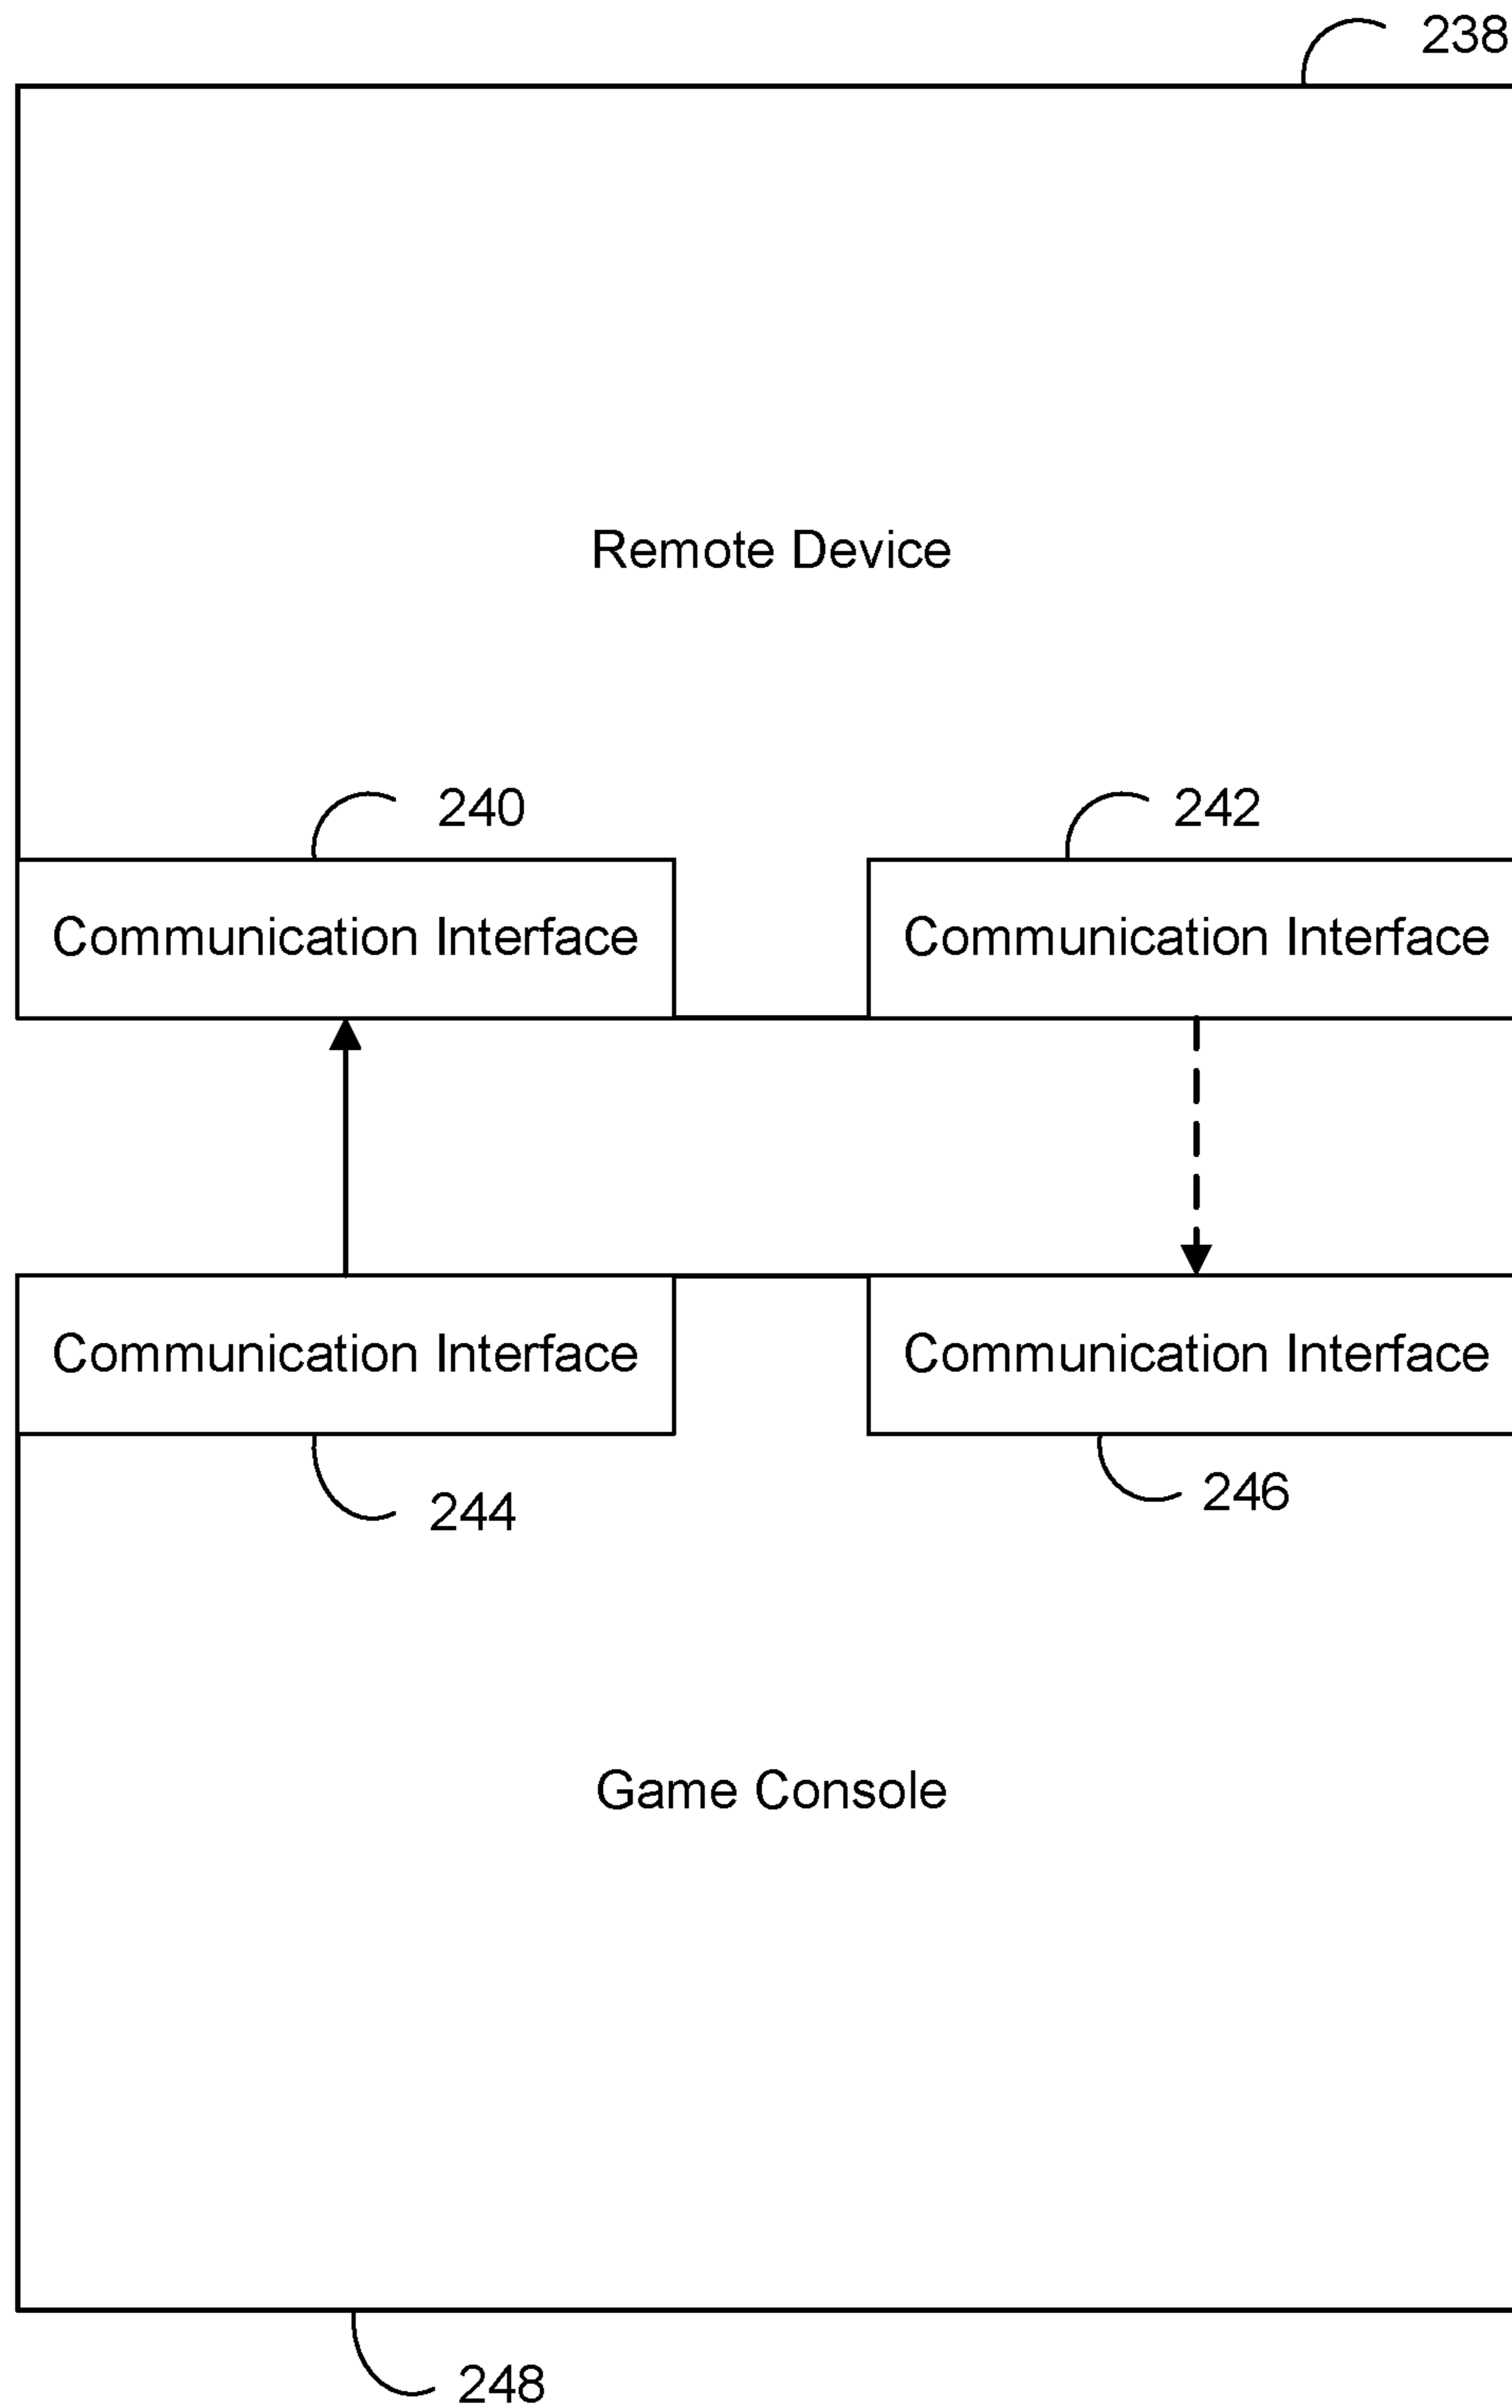 238
Remote Device
240
242
Communication Interface
Communication Interface
Communication Interface
Communication Interface
244
246
Game Console
248